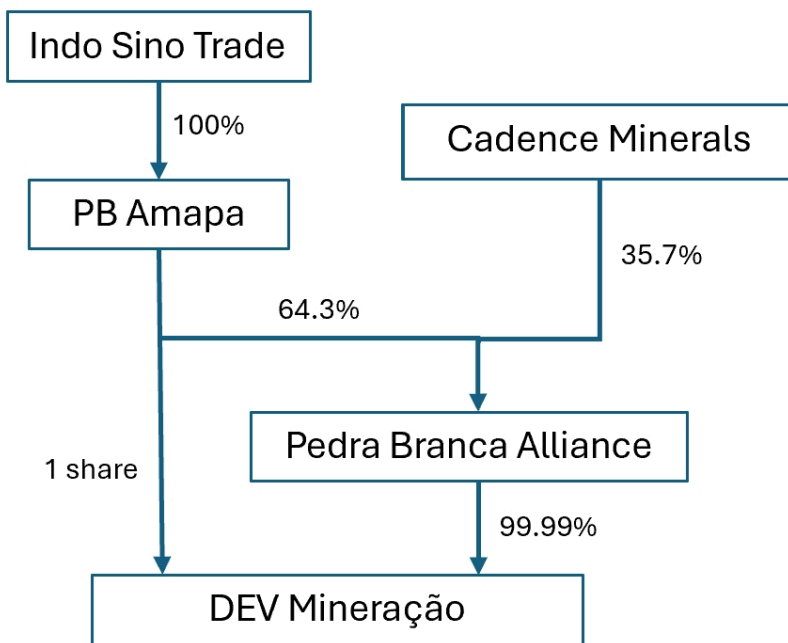 Indo Sino Trade
100%
Cadence Minerals
PB Amapa
35.7%
64.3%
Pedra Branca Alliance
1 share
99.99%
DEV Mineração